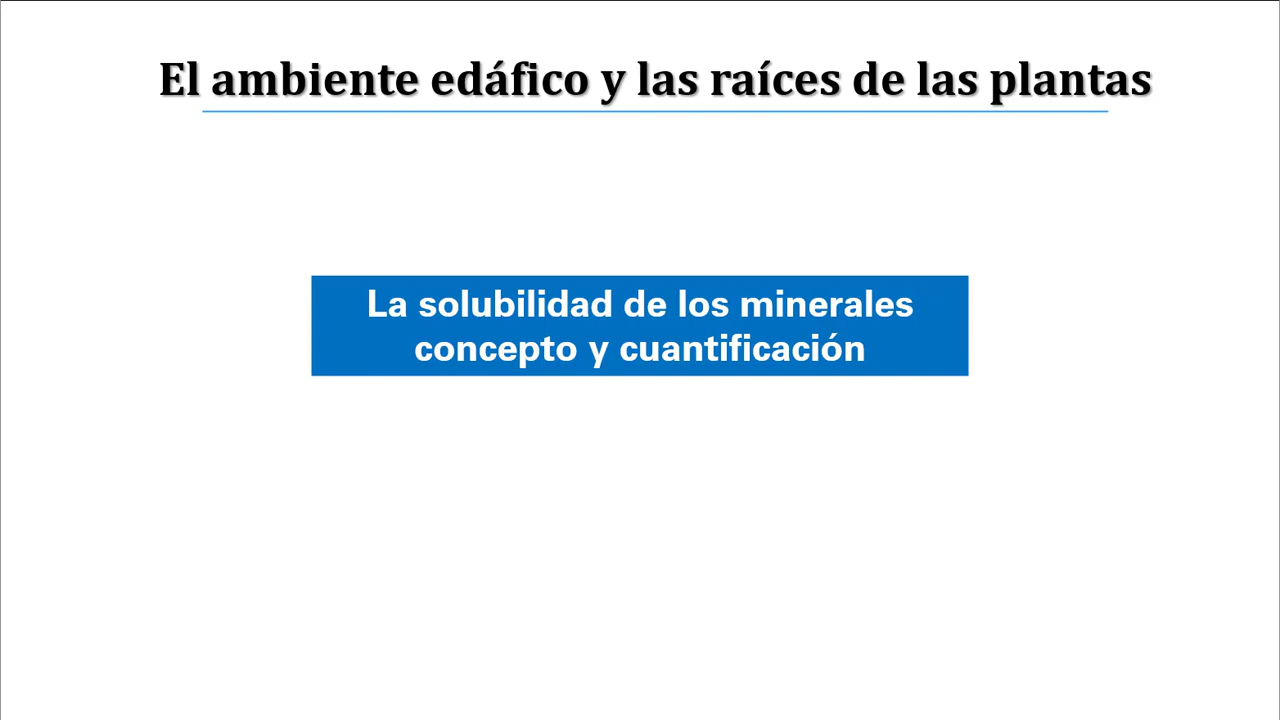 El ambiente edáfico y las raíces de las plantas
La solubilidad de los minerales
concepto y cuantificación